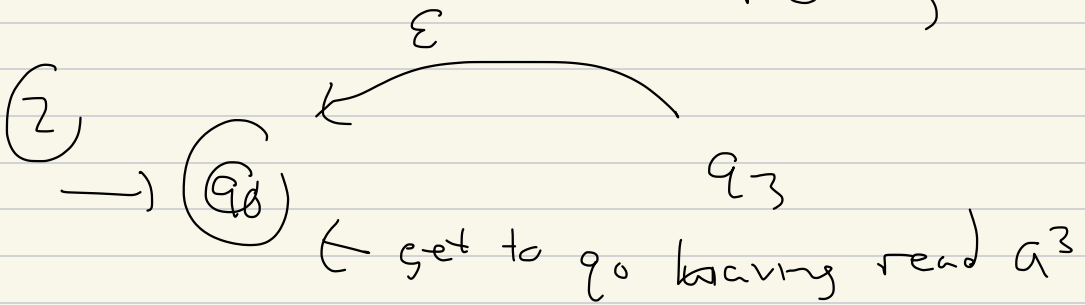 ε
2
→ q0 q3
← get to q0 having read a³